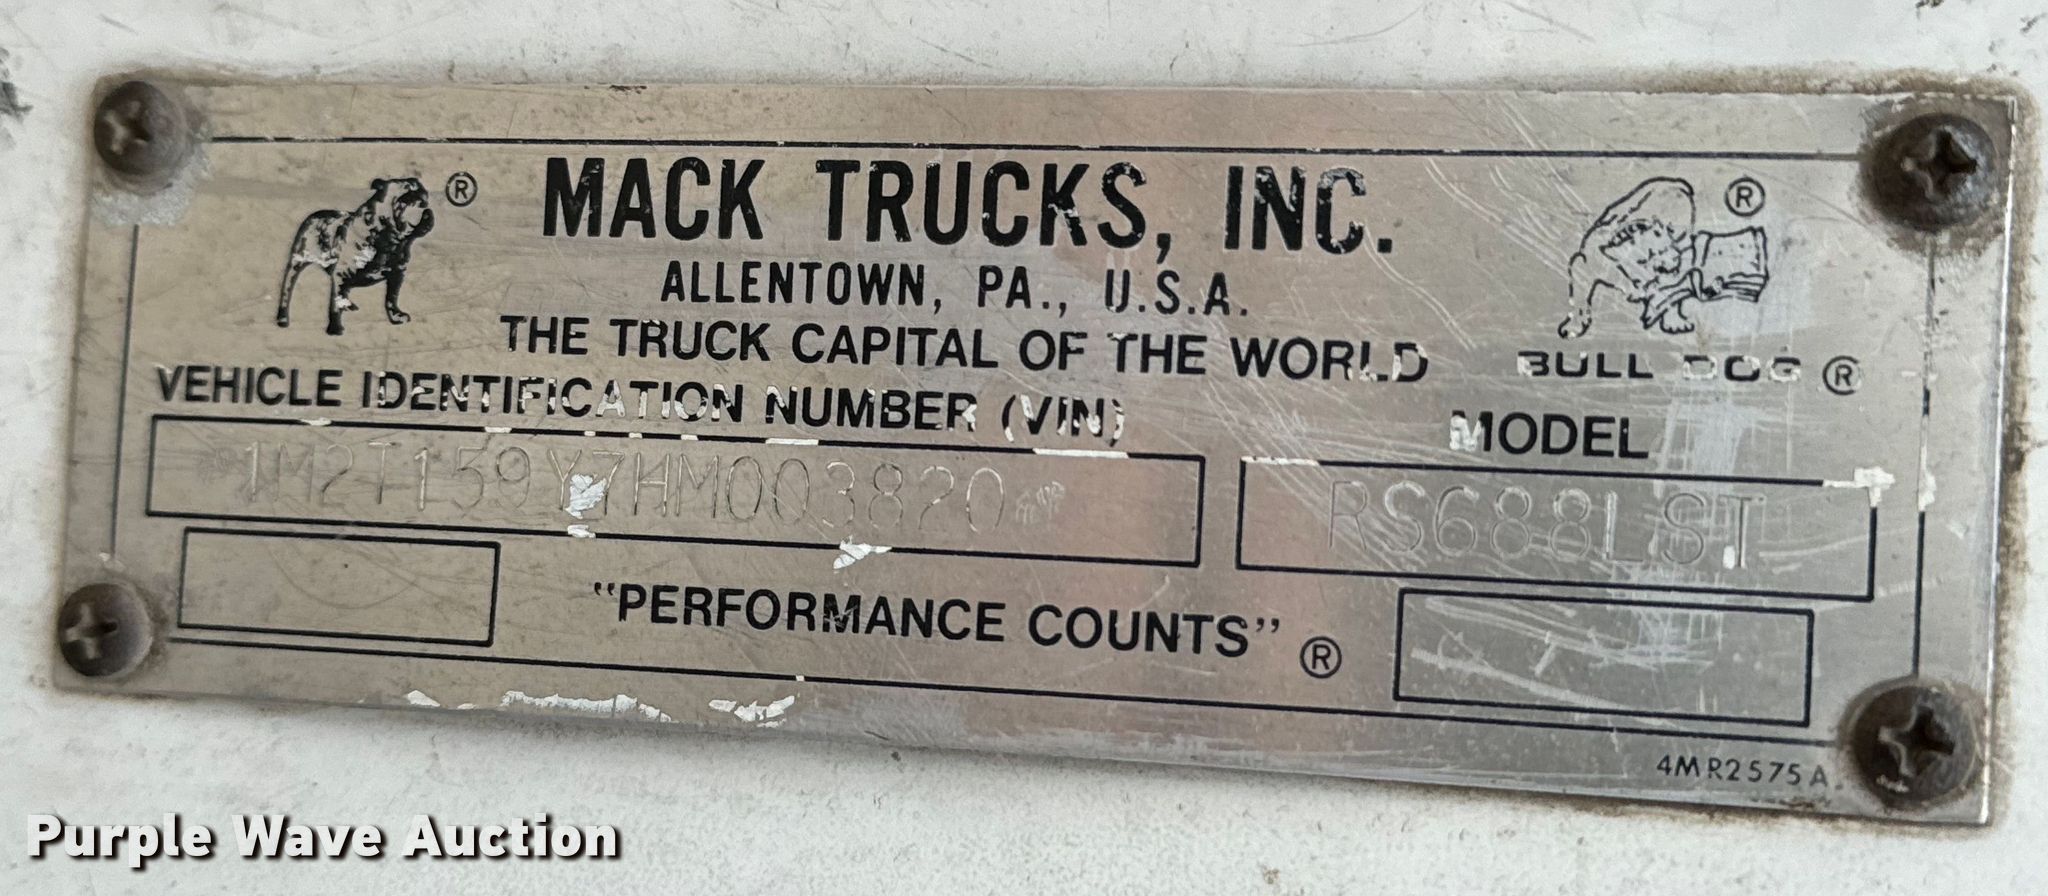 ®
MACK TRUCKS, INC.
®
ALLENTOWN, PA., U.S.A.
THE TRUCK CAPITAL OF THE WORLD
BULL DOG ®
VEHICLE IDENTIFICATION NUMBER (VIN)
MODEL
1M2T159Y7HM003820
RS688LST
"PERFORMANCE COUNTS" ®
4MR2575A
Purple Wave Auction